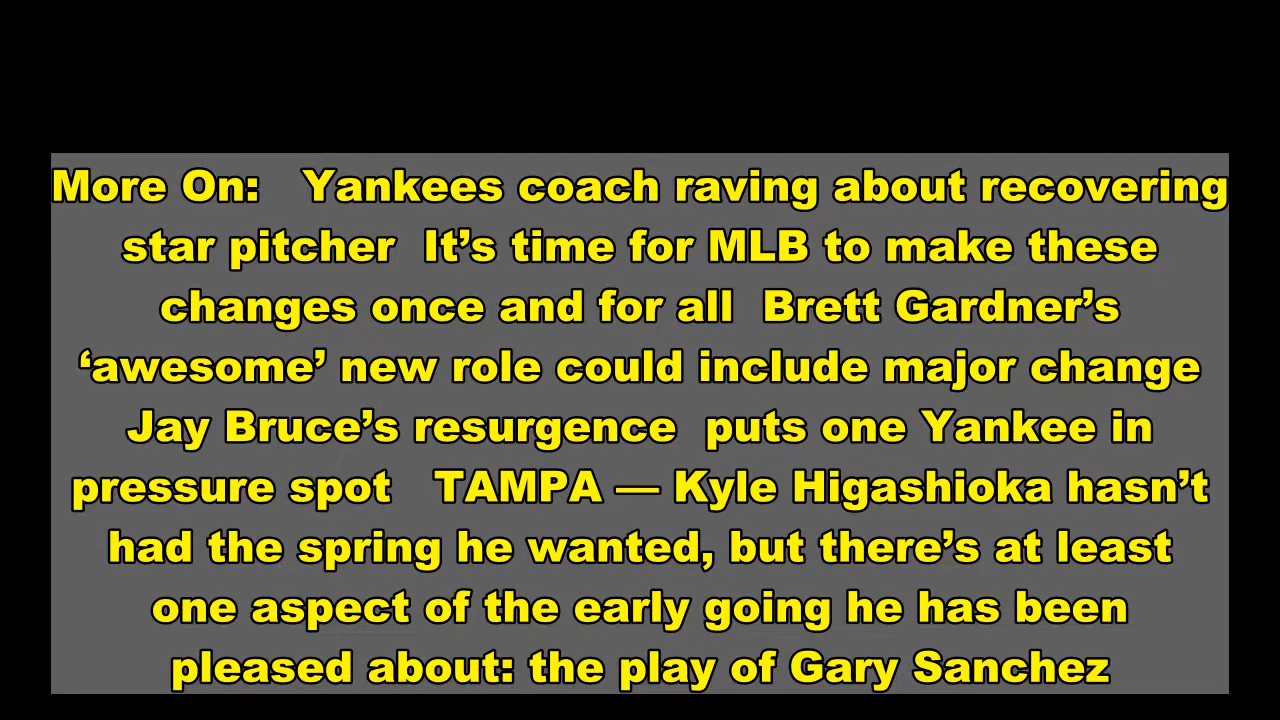 More On: Yankees coach raving about recovering
star pitcher It’s time for MLB to make these
changes once and for all Brett Gardner’s
‘awesome’ new role could include major change
Jay Bruce’s resurgence puts one Yankee in
pressure spot TAMPA — Kyle Higashioka hasn’t
had the spring he wanted, but there’s at least
one aspect of the early going he has been
pleased about: the play of Gary Sanchez